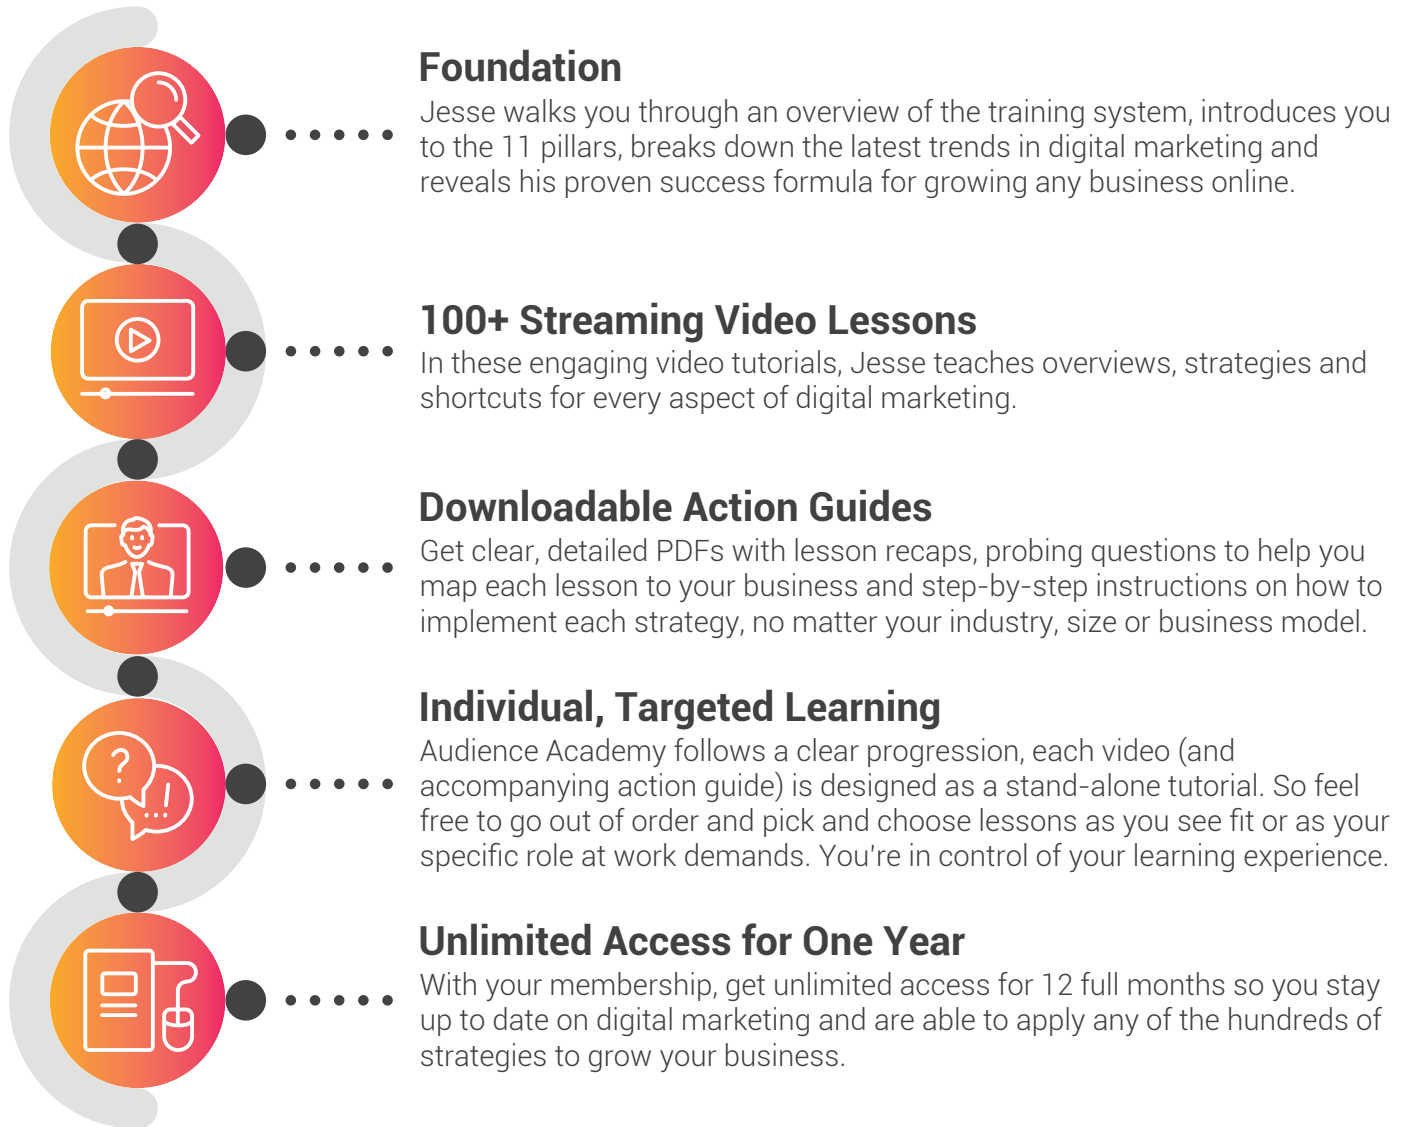 Foundation
Jesse walks you through an overview of the training system, introduces you
to the 11 pillars, breaks down the latest trends in digital marketing and
reveals his proven success formula for growing any business online.
100+ Streaming Video Lessons
In these engaging video tutorials, Jesse teaches overviews, strategies and
shortcuts for every aspect of digital marketing.
Downloadable Action Guides
Get clear, detailed PDFs with lesson recaps, probing questions to help you
map each lesson to your business and step-by-step instructions on how to
implement each strategy, no matter your industry, size or business model.
Individual, Targeted Learning
Audience Academy follows a clear progression, each video (and
accompanying action guide) is designed as a stand-alone tutorial. So feel
free to go out of order and pick and choose lessons as you see fit or as your
specific role at work demands. You're in control of your learning experience.
Unlimited Access for One Year
With your membership, get unlimited access for 12 full months so you stay
up to date on digital marketing and are able to apply any of the hundreds of
strategies to grow your business.